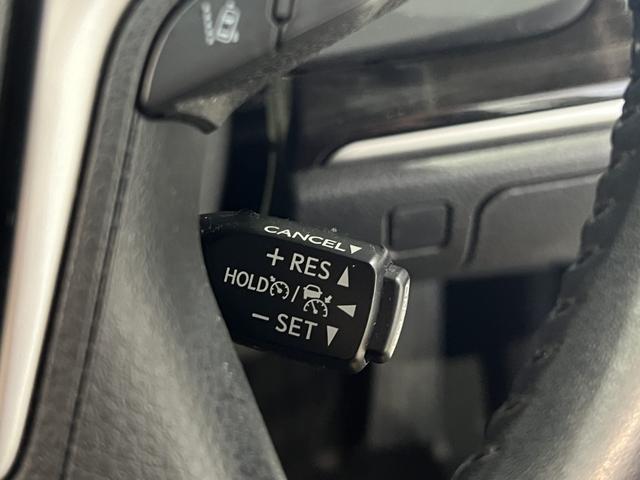 CANCEL▼
+ RES ▲
HOLD / ◀
− SET ▼